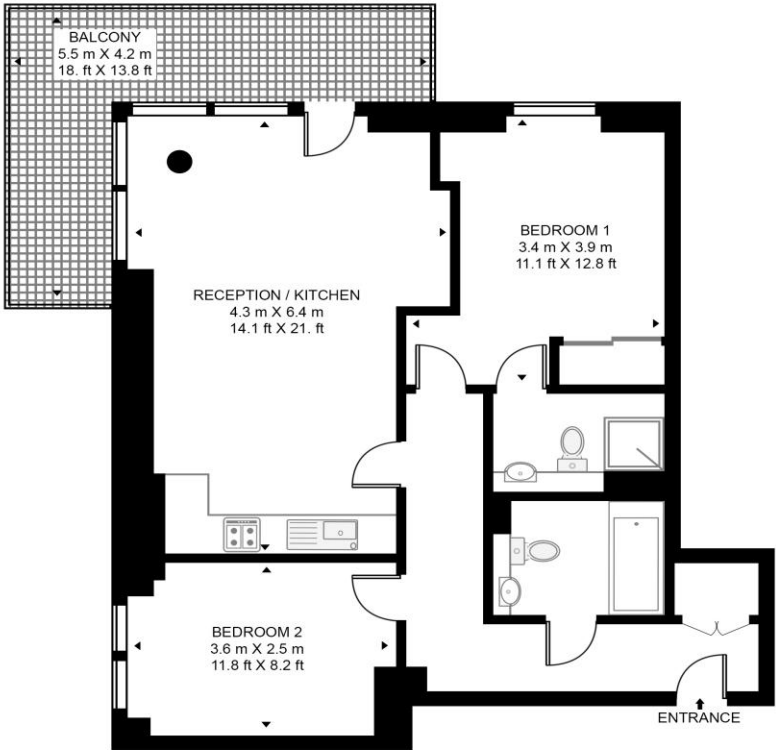 BALCONY
5.5 m X 4.2 m
18. ft X 13.8 ft
BEDROOM 1
3.4 m X 3.9 m
11.1 ft X 12.8 ft
RECEPTION / KITCHEN
4.3 m X 6.4 m
14.1 ft X 21. ft
BEDROOM 2
3.6 m X 2.5 m
11.8 ft X 8.2 ft
ENTRANCE